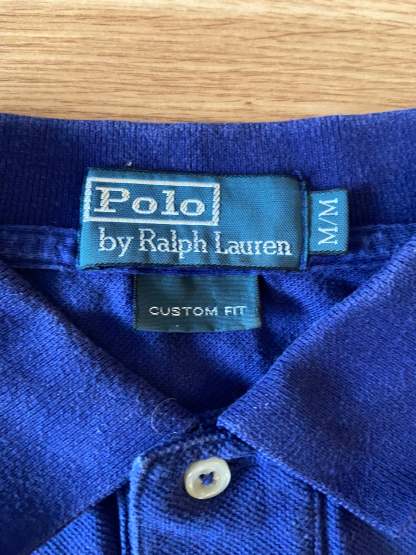 Polo
by Ralph Lauren
M/M
CUSTOM FIT